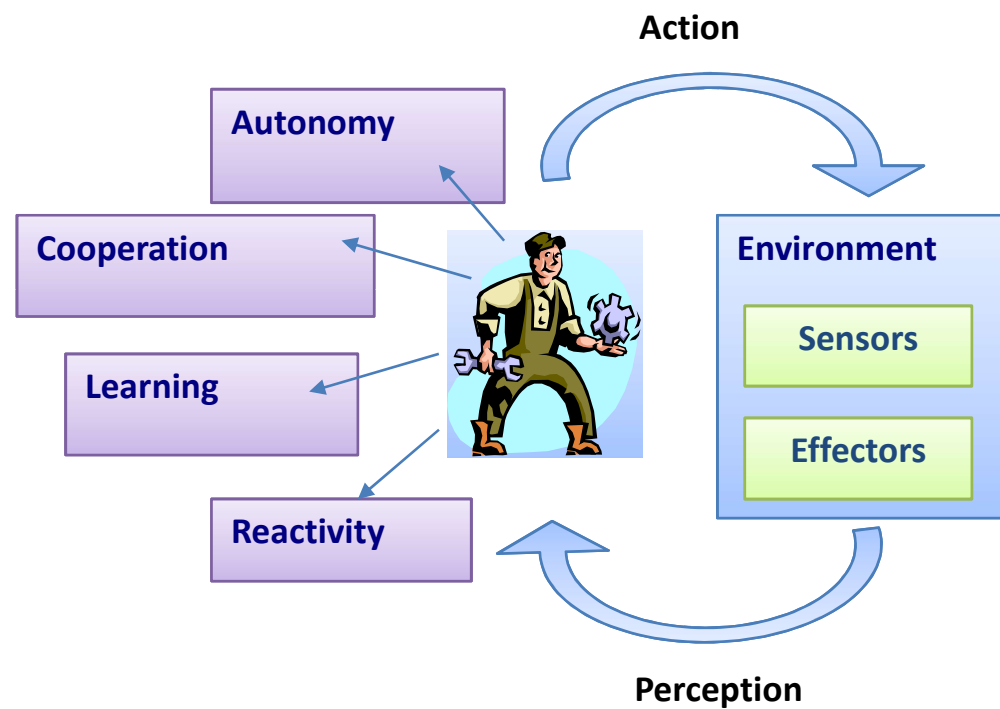 Action
Autonomy
Cooperation
Environment
Sensors
Learning
Effectors
Reactivity
Perception